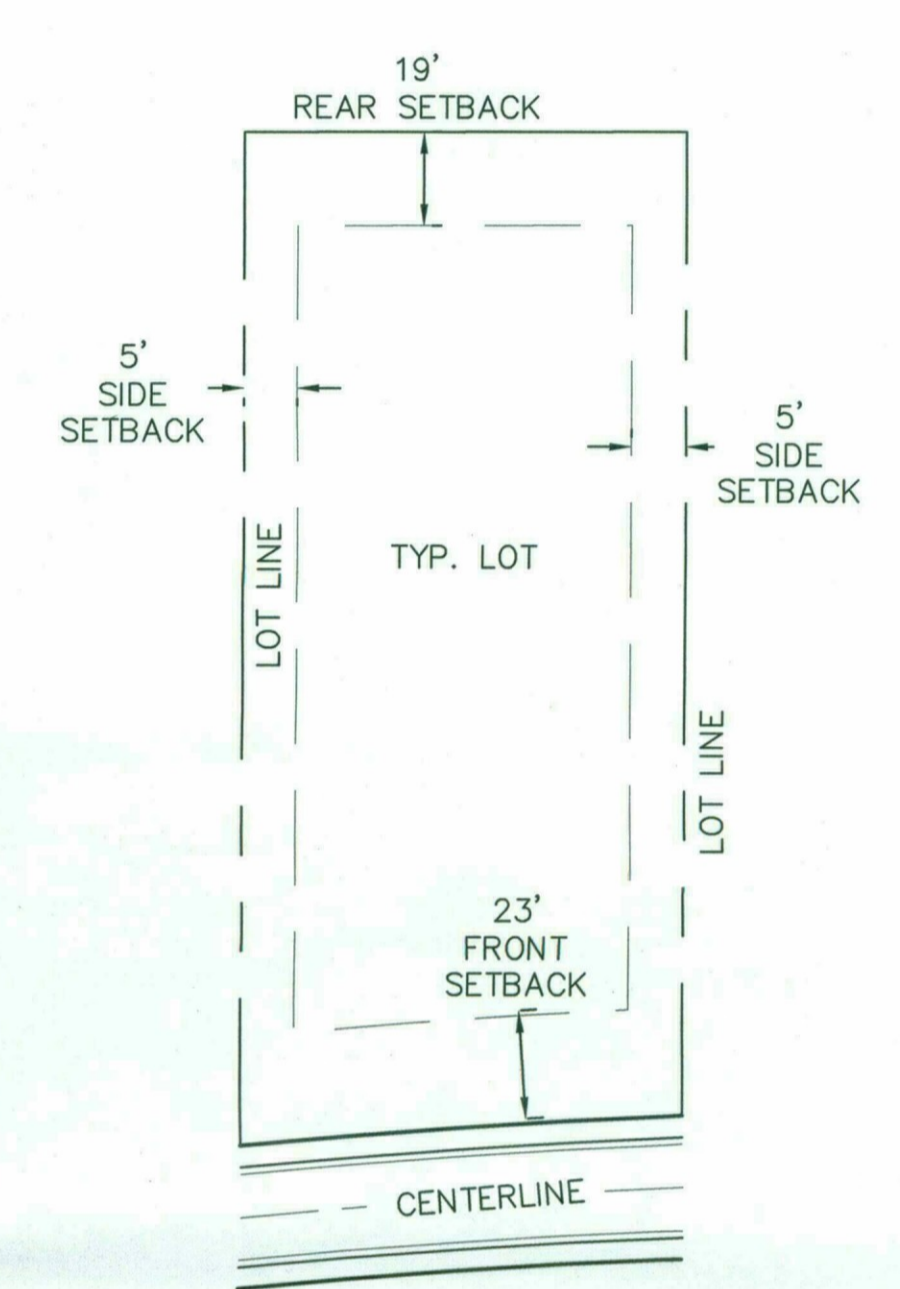 19'
REAR SETBACK
5'
SIDE
SETBACK
5'
SIDE
SETBACK
LOT LINE
TYP. LOT
LOT LINE
23'
FRONT
SETBACK
CENTERLINE